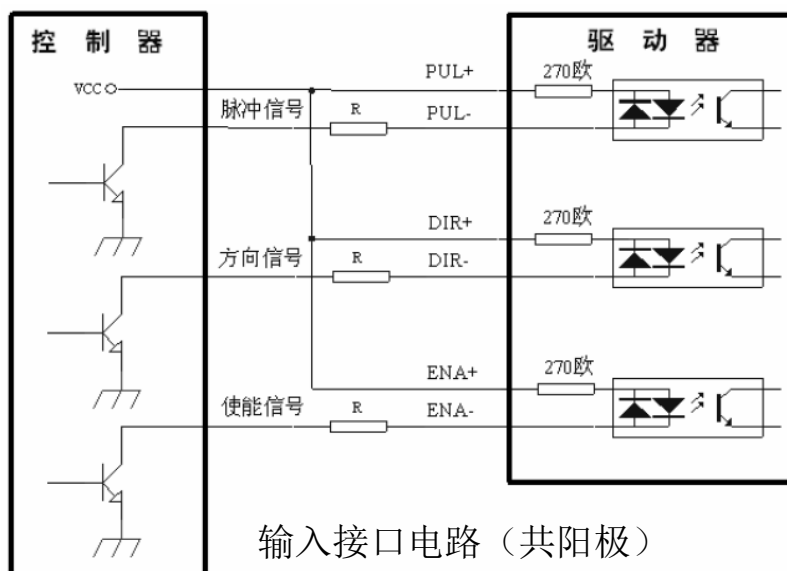 控 制 器
驱 动 器
VCC
PUL+
270欧
脉冲信号
R
PUL-
DIR+
270欧
方向信号
R
DIR-
ENA+
270欧
使能信号
R
ENA-
输入接口电路（共阳极）